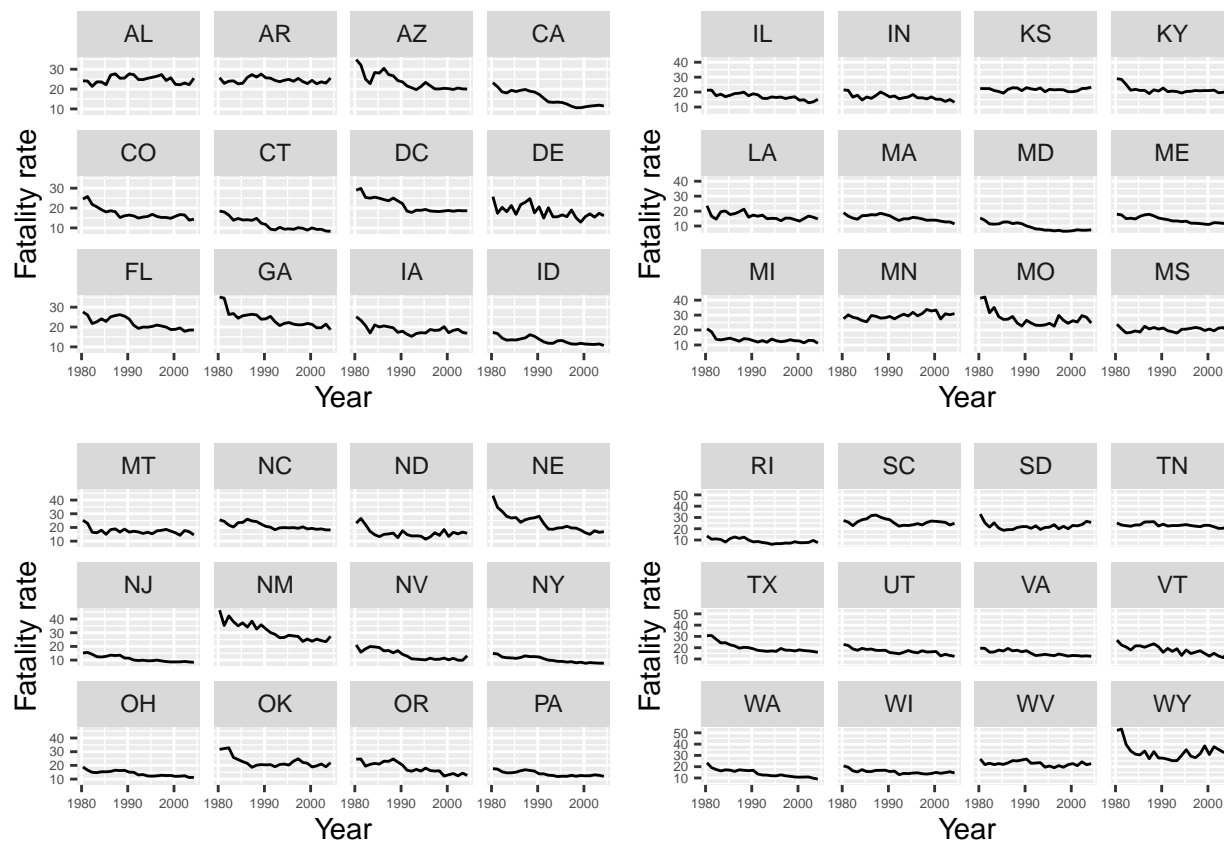 AL AR AZ CA
30
20
10
CO CT DC DE
30
20
10
FL GA IA ID
30
20
10
1980 1990 2000 1980 1990 2000 1980 1990 2000 1980 1990 2000
Year
Fatality rate
IL IN KS KY
40
30
20
10
LA MA MD ME
40
30
20
10
MI MN MO MS
40
30
20
10
1980 1990 2000 1980 1990 2000 1980 1990 2000 1980 1990 2000
Year
Fatality rate
MT NC ND NE
40
30
20
10
NJ NM NV NY
40
30
20
10
OH OK OR PA
40
30
20
10
1980 1990 2000 1980 1990 2000 1980 1990 2000 1980 1990 2000
Year
Fatality rate
RI SC SD TN
50
40
30
20
10
TX UT VA VT
50
40
30
20
10
WA WI WV WY
50
40
30
20
10
1980 1990 2000 1980 1990 2000 1980 1990 2000 1980 1990 2000
Year
Fatality rate